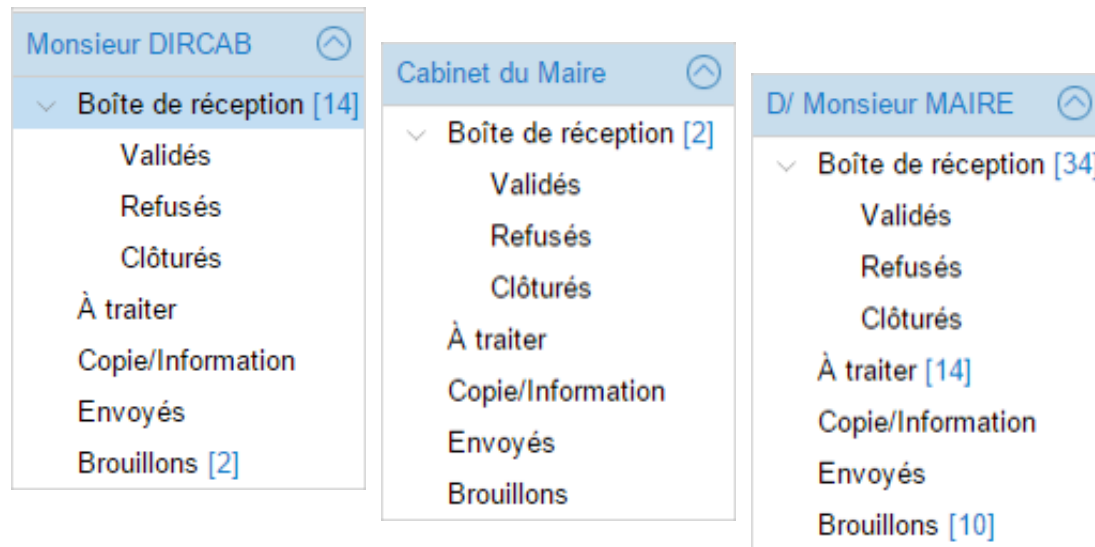 Monsieur DIRCAB
Boîte de réception [14]
Validés
Refusés
Clôturés
À traiter
Copie/Information
Envoyés
Brouillons [2]
Cabinet du Maire
Boîte de réception [2]
Validés
Refusés
Clôturés
À traiter
Copie/Information
Envoyés
Brouillons
D/ Monsieur MAIRE
Boîte de réception [34]
Validés
Refusés
Clôturés
À traiter [14]
Copie/Information
Envoyés
Brouillons [10]